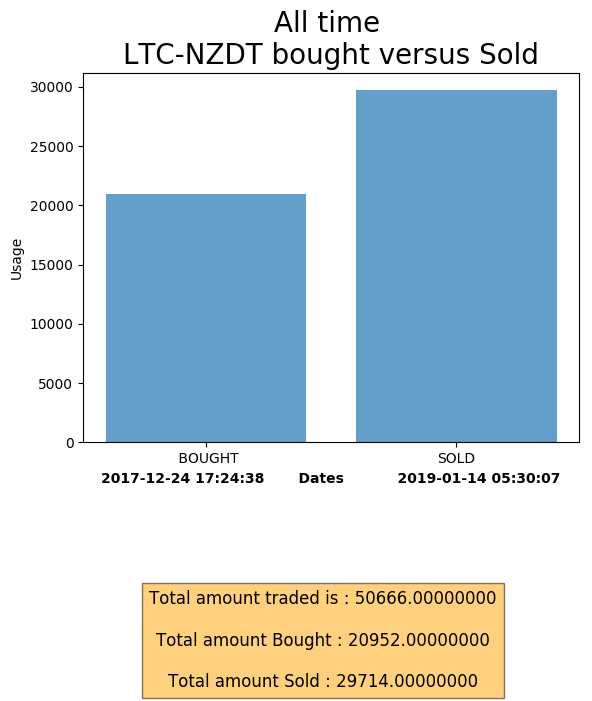 All time
LTC-NZDT bought versus Sold
30000
25000
20000
15000
10000
5000
0
Usage
BOUGHT SOLD
2017-12-24 17:24:38 Dates 2019-01-14 05:30:07
Total amount traded is : 50666.00000000
Total amount Bought : 20952.00000000
Total amount Sold : 29714.00000000